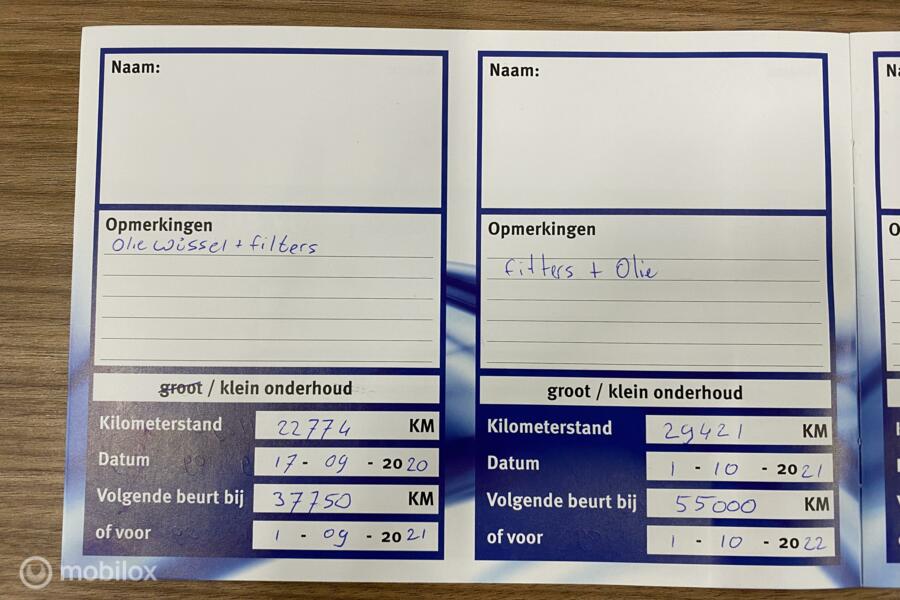 Naam:
Opmerkingen
Olie wissel + filters
groot / klein onderhoud
Kilometerstand 22774 KM
Datum 17 - 09 - 2020
Volgende beurt bij 37750 KM
of voor 1 - 09 - 2021
Naam:
Opmerkingen
filters + Olie
groot / klein onderhoud
Kilometerstand 29421 KM
Datum 1 - 10 - 2021
Volgende beurt bij 55000 KM
of voor 1 - 10 - 2022
mobilox